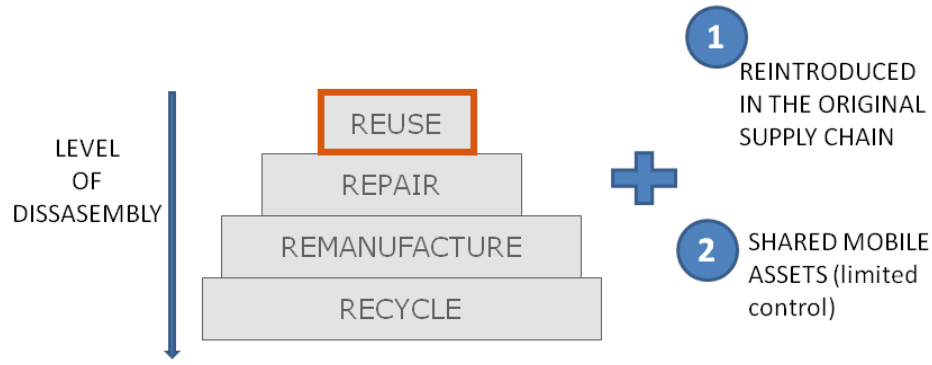 LEVEL
OF
DISSASEMBLY
REUSE
REPAIR
REMANUFACTURE
RECYCLE
1
REINTRODUCED
IN THE ORIGINAL
SUPPLY CHAIN
2
SHARED MOBILE
ASSETS (limited
control)